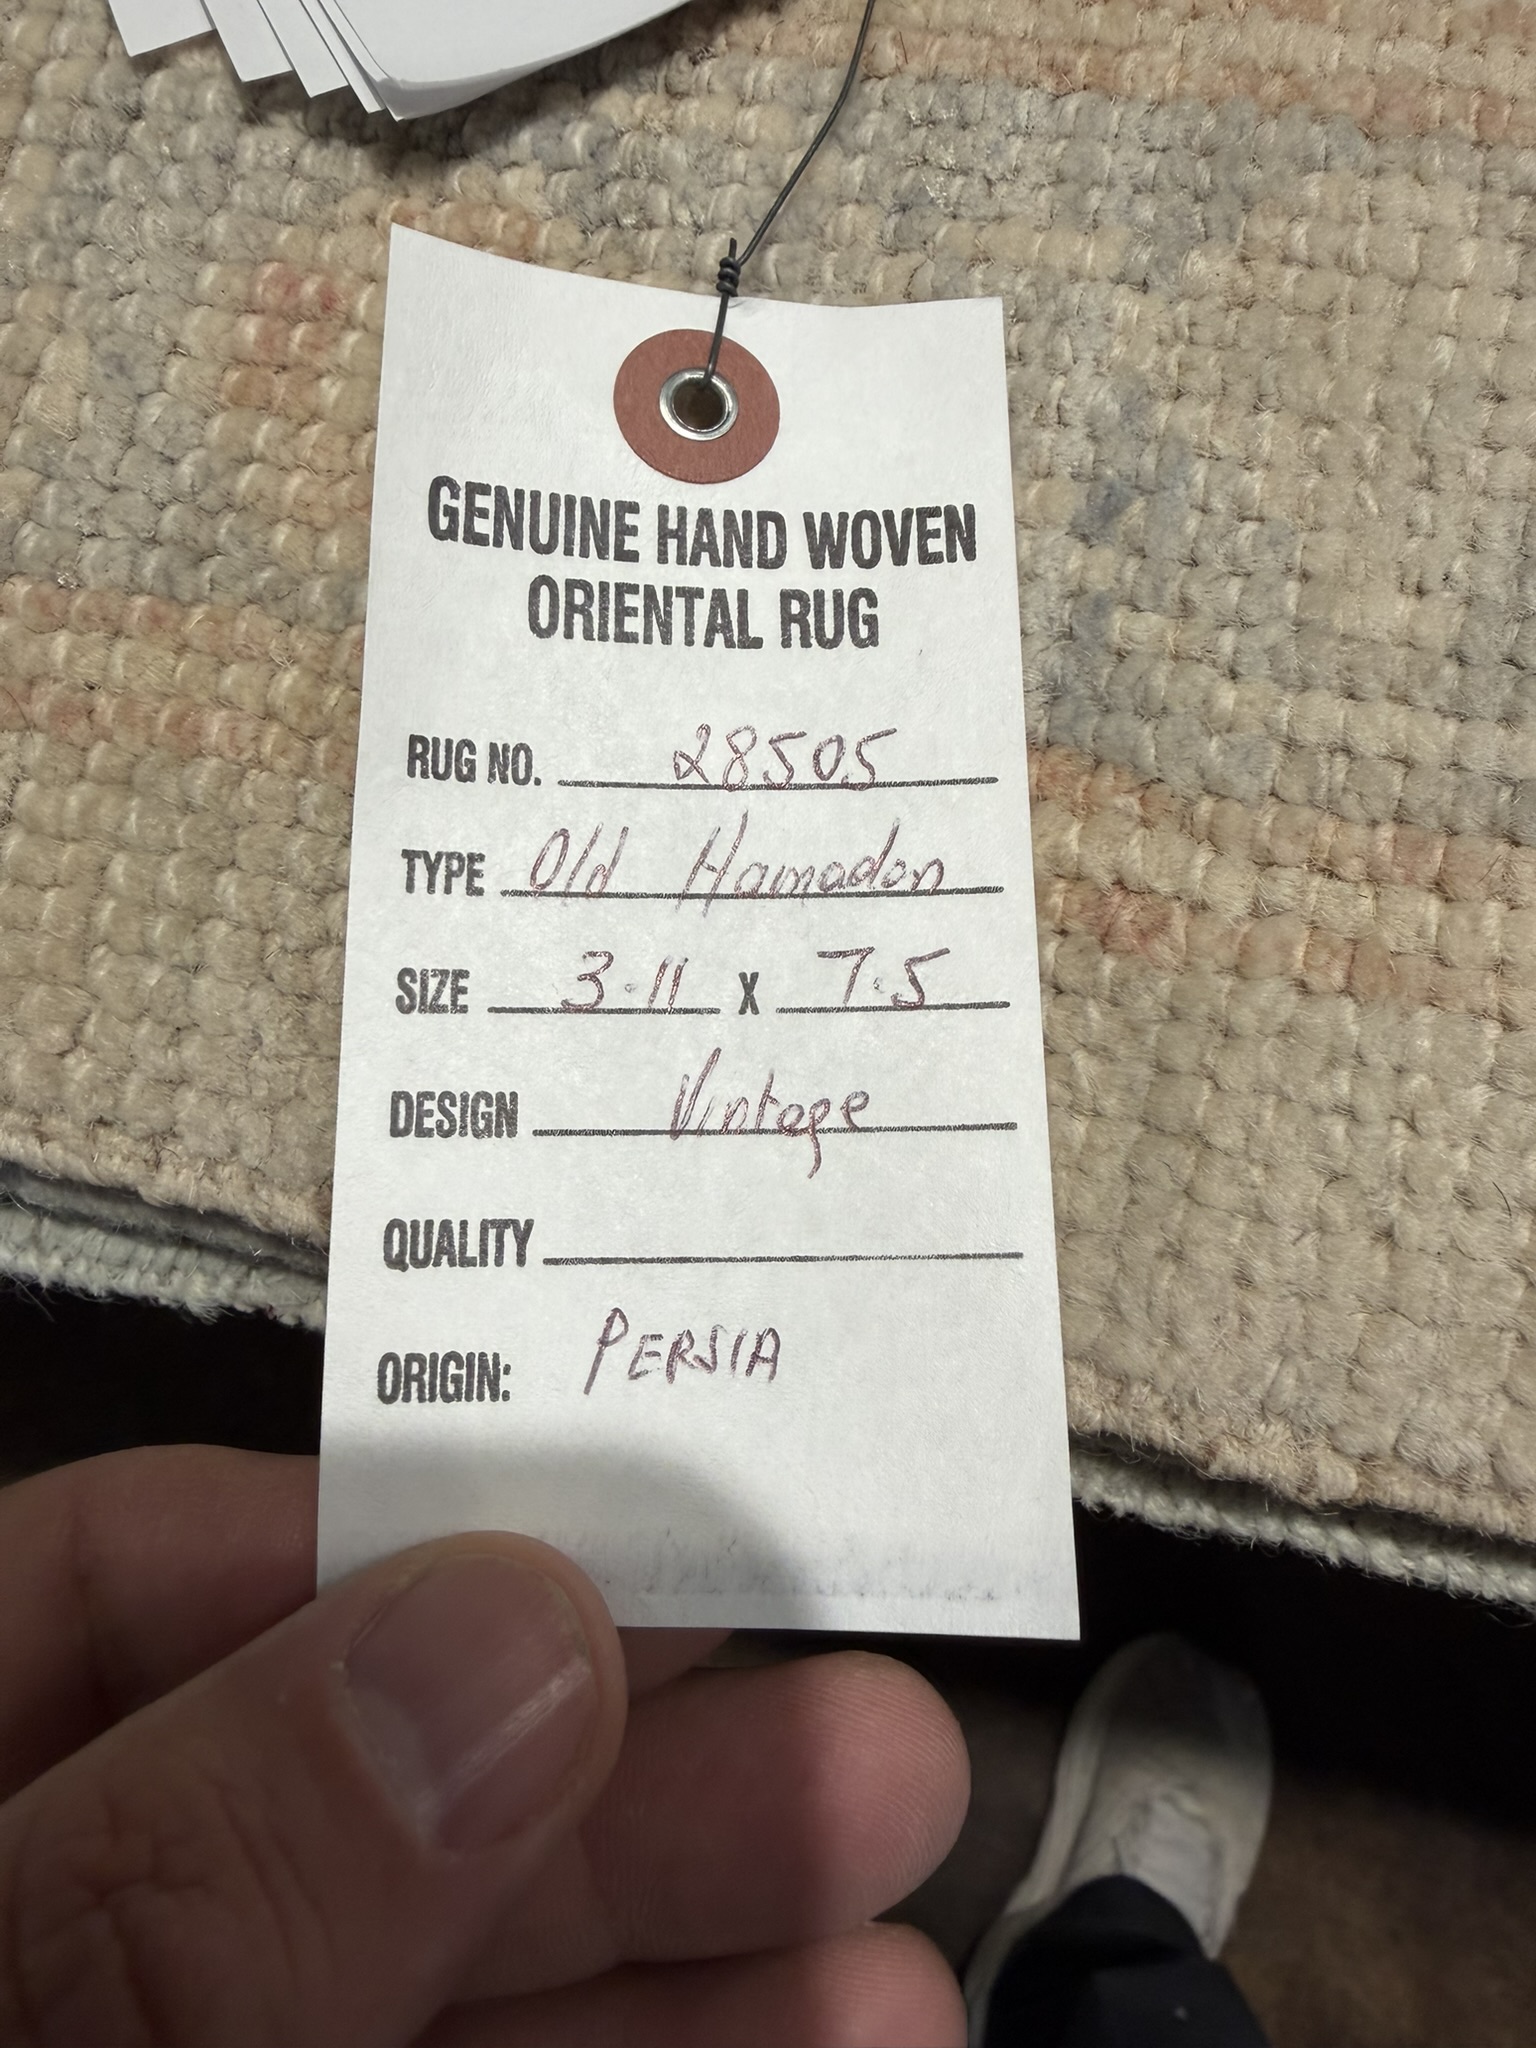 GENUINE HAND WOVEN
ORIENTAL RUG
RUG NO. 28505
TYPE Old Hamadan
SIZE 3.11 X 7.5
DESIGN Vintage
QUALITY
ORIGIN: PERSIA